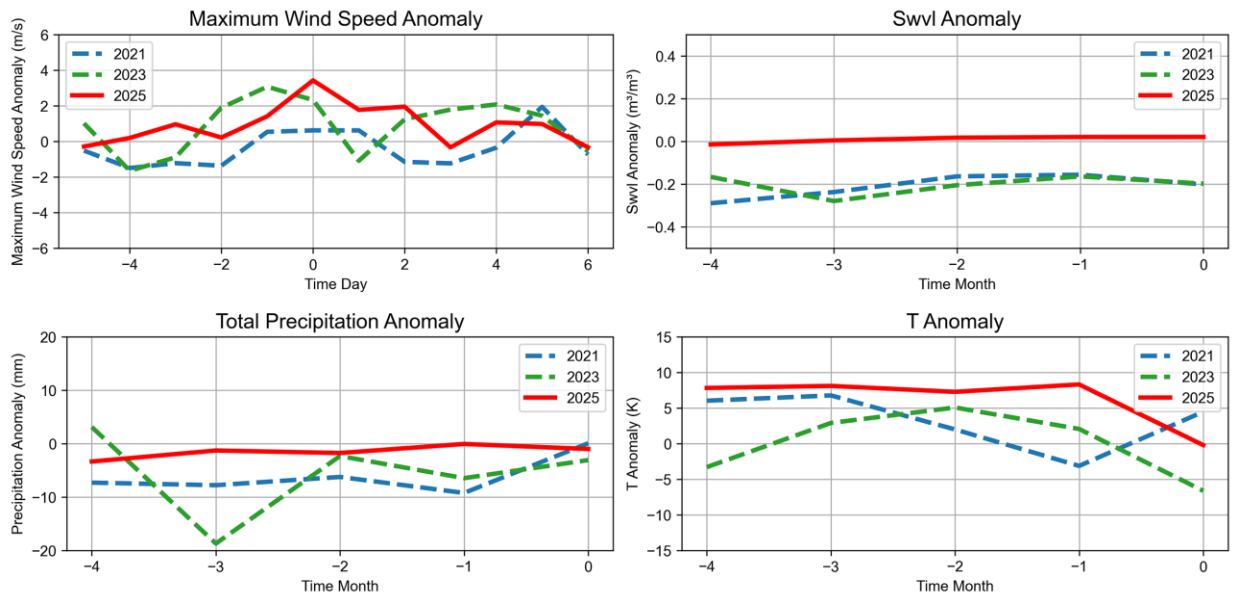 Maximum Wind Speed Anomaly
Maximum Wind Speed Anomaly (m/s)
6
4
2
0
−2
−4
−6
2021
2023
2025
−4 −2 0 2 4 6
Time Day
Swvl Anomaly
Swvl Anomaly (m³/m³)
0.4
0.2
0.0
−0.2
−0.4
2021
2023
2025
−4 −3 −2 −1 0
Time Month
Total Precipitation Anomaly
Precipitation Anomaly (mm)
20
10
0
−10
−20
2021
2023
2025
−4 −3 −2 −1 0
Time Month
T Anomaly
T Anomaly (K)
15
10
5
0
−5
−10
−15
2021
2023
2025
−4 −3 −2 −1 0
Time Month